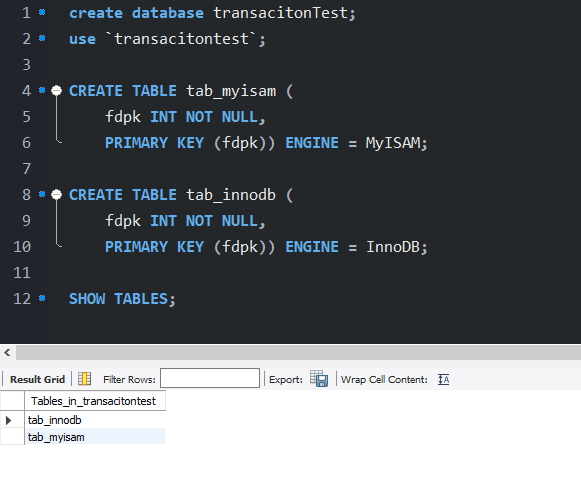 1 create database transacitonTest;
2 use `transacitontest`;
3
4 CREATE TABLE tab_myisam (
5 fdpk INT NOT NULL,
6 PRIMARY KEY (fdpk)) ENGINE = MyISAM;
7
8 CREATE TABLE tab_innodb (
9 fdpk INT NOT NULL,
10 PRIMARY KEY (fdpk)) ENGINE = InnoDB;
11
12 SHOW TABLES;
Result Grid Filter Rows: Export: Wrap Cell Content: IA
Tables_in_transacitontest
tab_innodb
tab_myisam